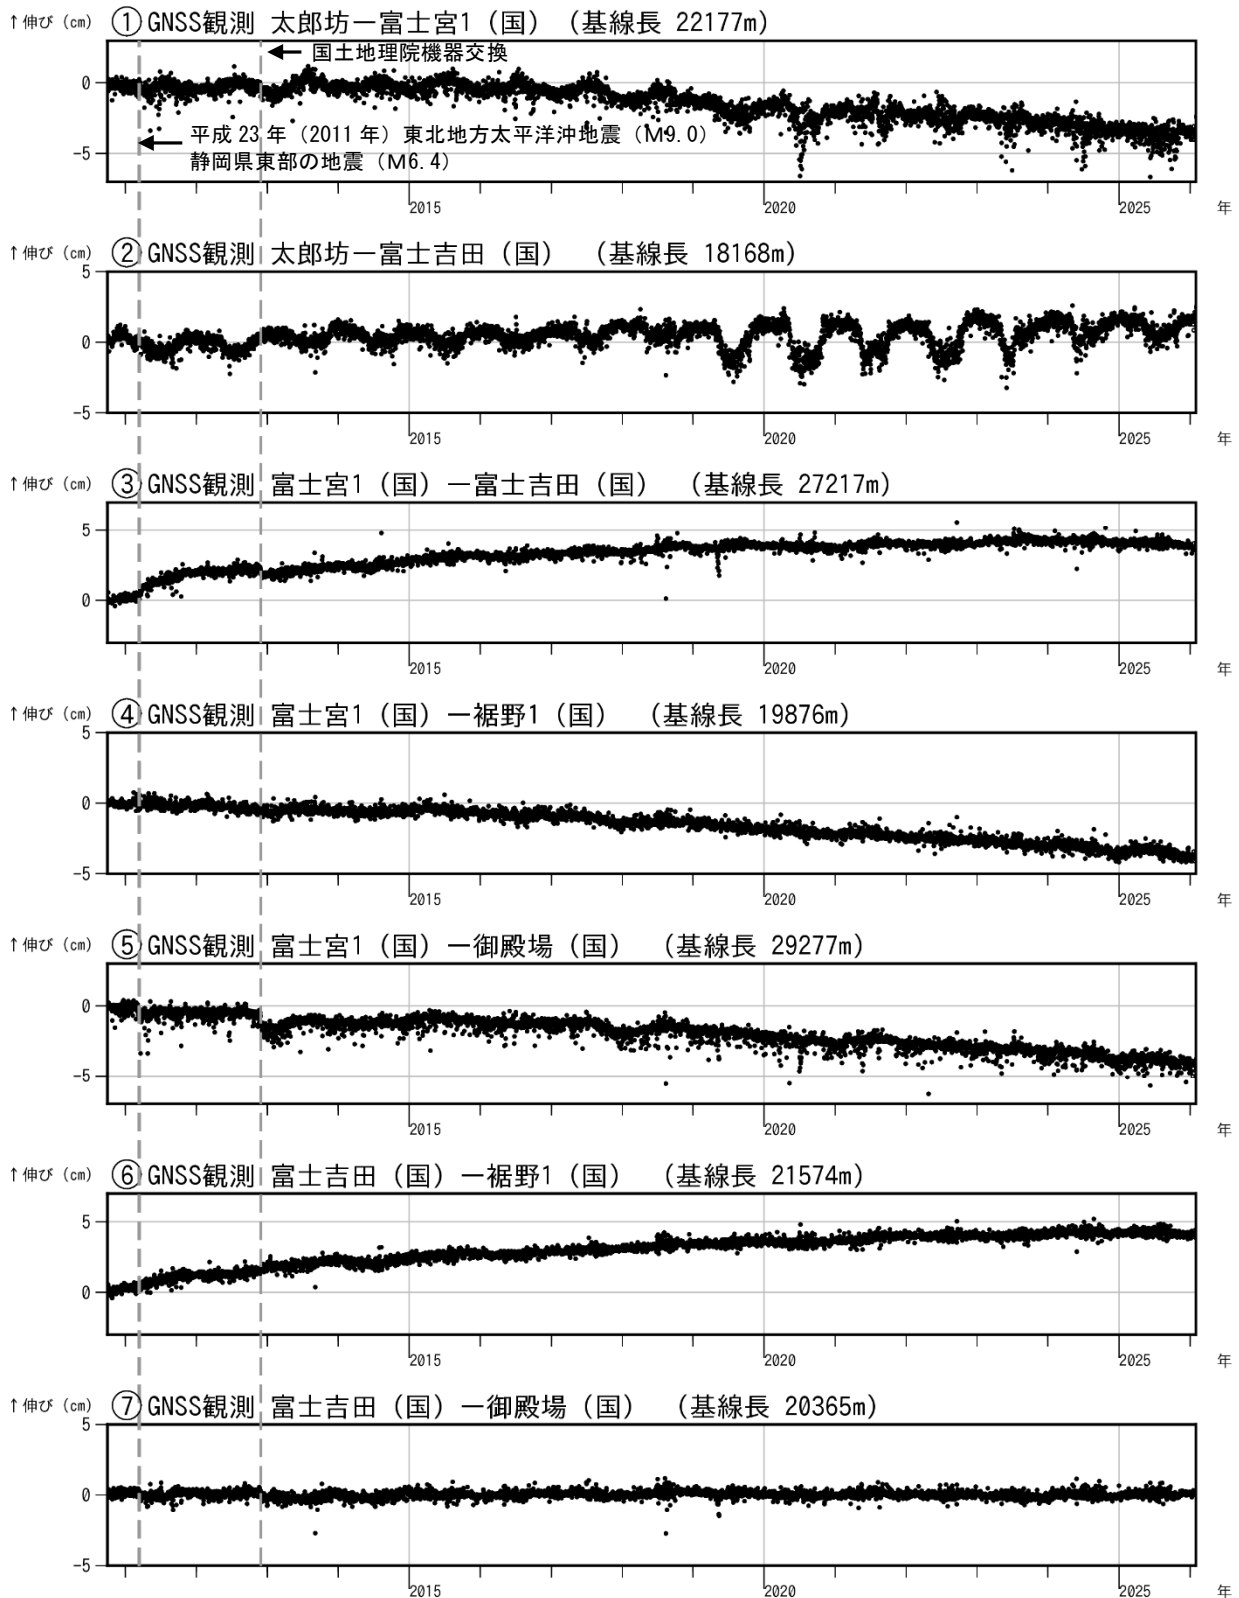 ↑伸び（㎝） ①GNSS観測 太郎坊ー富士宮1（国）（基線長 22177m）
←国土地理院機器交換
0
平成 23 年（2011 年）東北地方太平洋沖地震（M9.0）
静岡県東部の地震（M6.4）
-5
2015 2020 2025 年
↑伸び（㎝） ②GNSS観測 太郎坊ー富士吉田（国） （基線長 18168m）
5
0
-5
2015 2020 2025 年
↑伸び（㎝） ③GNSS観測 富士宮1（国）ー富士吉田（国） （基線長 27217m）
5
0
2015 2020 2025 年
↑伸び（㎝） ④GNSS観測 富士宮1（国）ー裾野1（国） （基線長 19876m）
5
0
-5
2015 2020 2025 年
↑伸び（㎝） ⑤GNSS観測 富士宮1（国）ー御殿場（国） （基線長 29277m）
0
-5
2015 2020 2025 年
↑伸び（㎝） ⑥GNSS観測 富士吉田（国）ー裾野1（国） （基線長 21574m）
5
0
2015 2020 2025 年
↑伸び（㎝） ⑦GNSS観測 富士吉田（国）ー御殿場（国） （基線長 20365m）
5
0
-5
2015 2020 2025 年